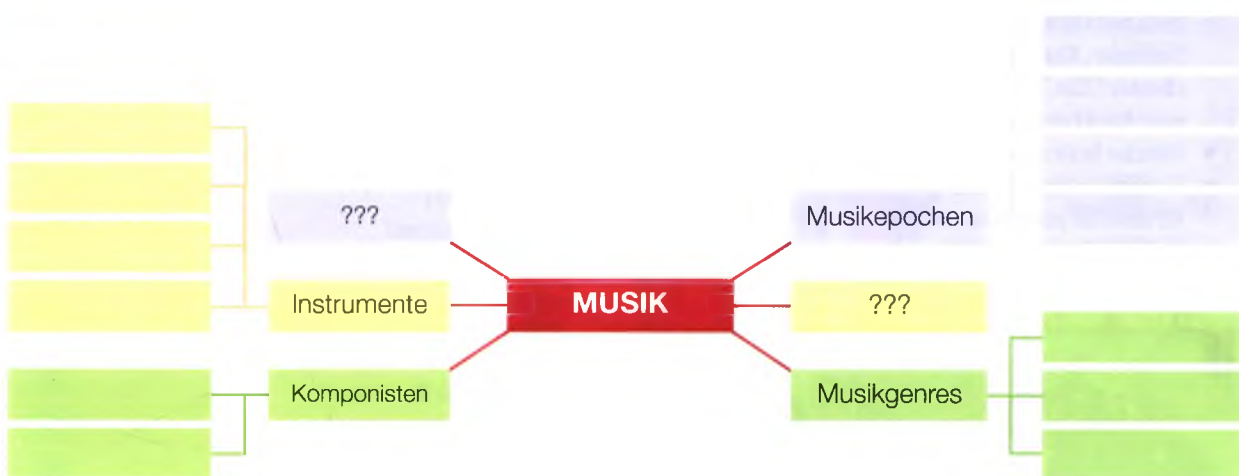 ???
Musikepochen
Instrumente
MUSIK
???
Komponisten
Musikgenres